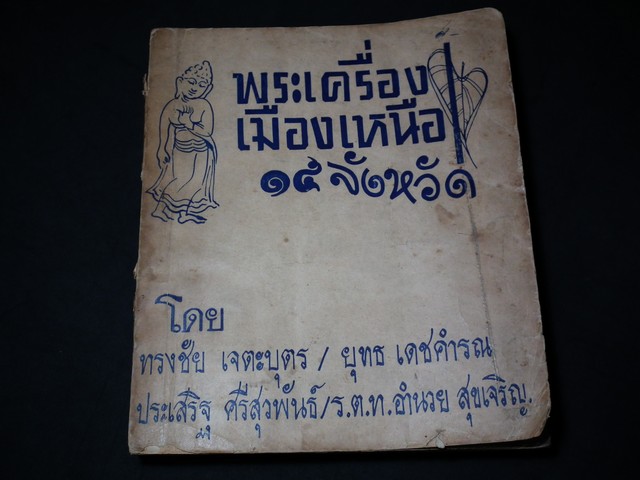 พระเครื่อง
เมืองเหนือ
๑๕ จังหวัด
โดย
ทรงชัย เจตะบุตร / ยุทธ เดชคำรณ
ประเสริฐ ศรีสุวพันธ์/ร.ต.ท.อำนวย สุขเจริญ.